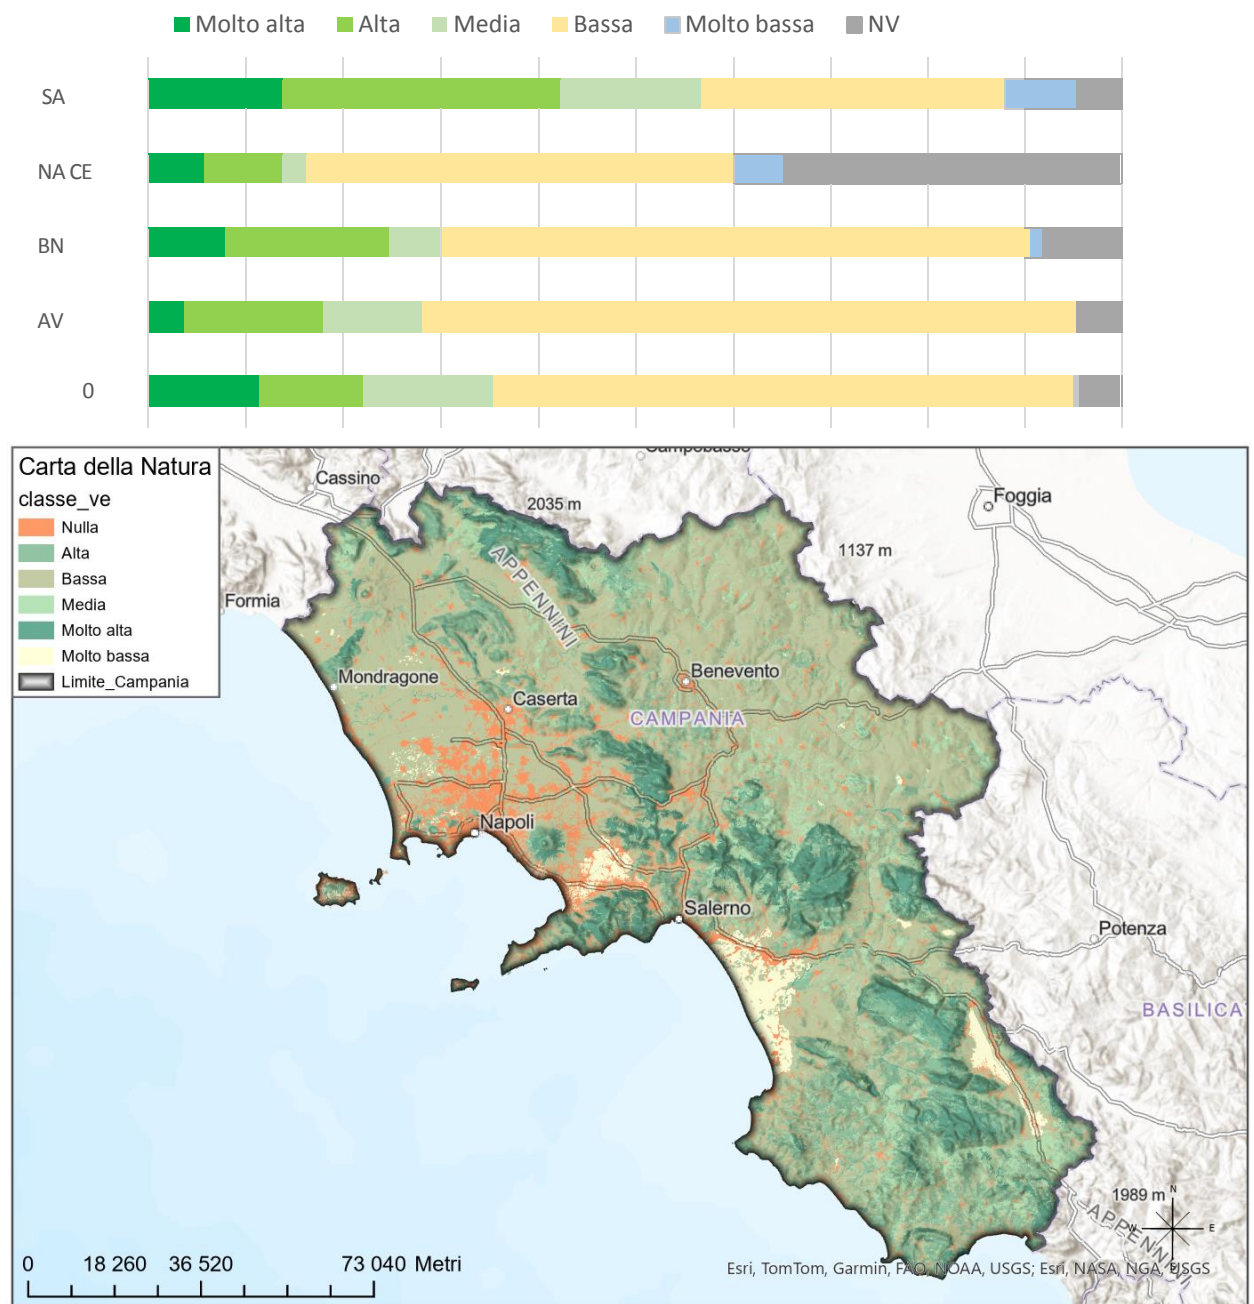 Molto alta Alta Media Bassa Molto bassa NV
SA
NA CE
BN
AV
0
Carta della Natura
classe_ve
Nulla
Alta
Bassa
Media
Molto alta
Molto bassa
Limite_Campania
Campobasso
Cassino
2035 m
Foggia
1137 m
APPENNINI
Formia
Benevento
Mondragone
Caserta
CAMPANIA
Napoli
Salerno
Potenza
BASILICA
1989 m
APPENNINI
N
W
E
S
0 18 260 36 520 73 040 Metri
Esri, TomTom, Garmin, FAO, NOAA, USGS; Esri, NASA, NGA, USGS